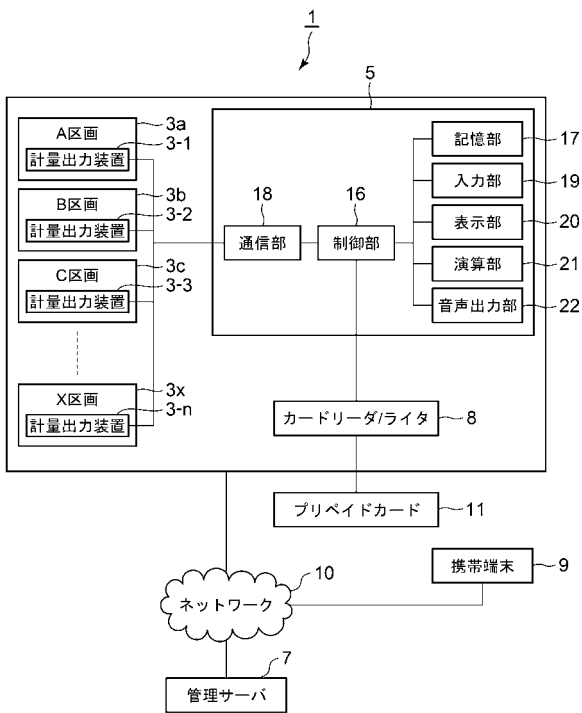 1
5
A区画
3a
計量出力装置
3-1
B区画
3b
計量出力装置
3-2
C区画
3c
計量出力装置
3-3
X区画
3x
計量出力装置
3-n
18
通信部
16
制御部
記憶部
17
入力部
19
表示部
20
演算部
21
音声出力部
22
カードリーダ/ライタ
8
プリペイドカード
11
10
ネットワーク
携帯端末
9
7
管理サーバ